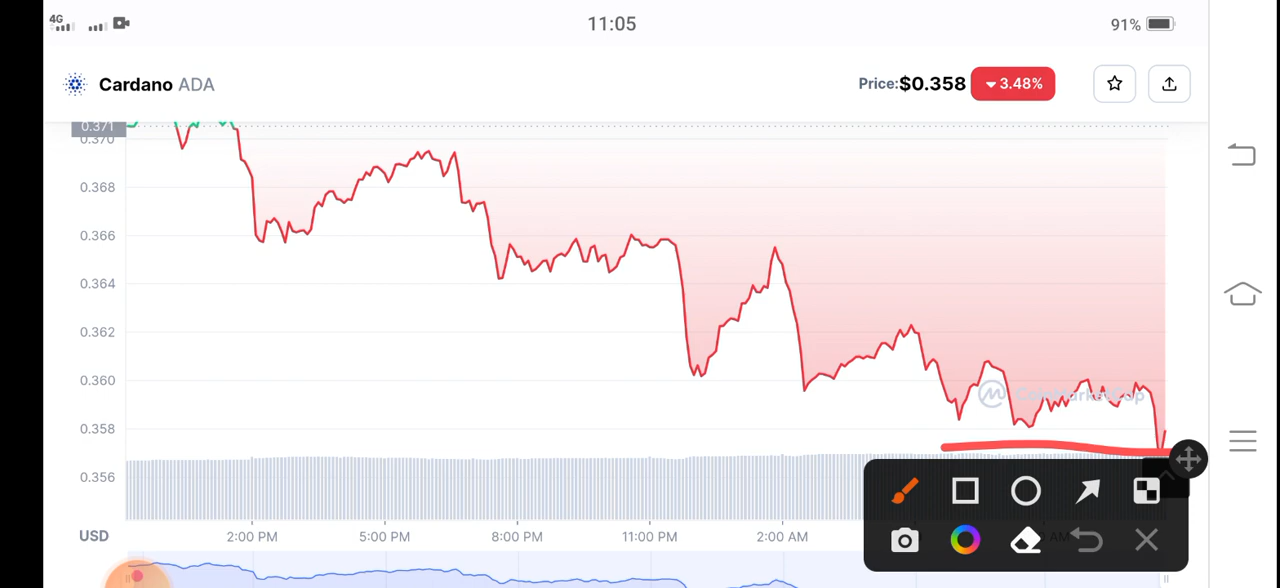 4G 11:05 91%
Cardano ADA Price:$0.358 3.48%
0.371
0.370
0.368
0.366
0.364
0.362
0.360
CoinMarketCap
0.358
0.356
USD 2:00 PM 5:00 PM 8:00 PM 11:00 PM 2:00 AM AM